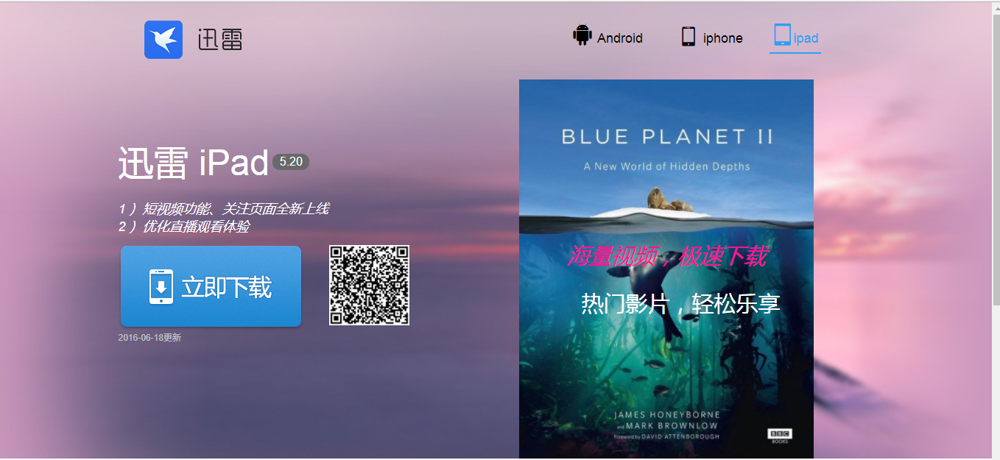 迅雷
Android
iphone
ipad
迅雷 iPad 5.20
1 ）短视频功能、关注页面全新上线
2 ）优化直播观看体验
立即下载
2016-06-18更新
BLUE PLANET II
A New World of Hidden Depths
海量视频，极速下载
热门影片，轻松乐享
JAMES HONEYBORNE
and MARK BROWNLOW
Foreword by DAVID ATTENBOROUGH
BBC
BOOKS